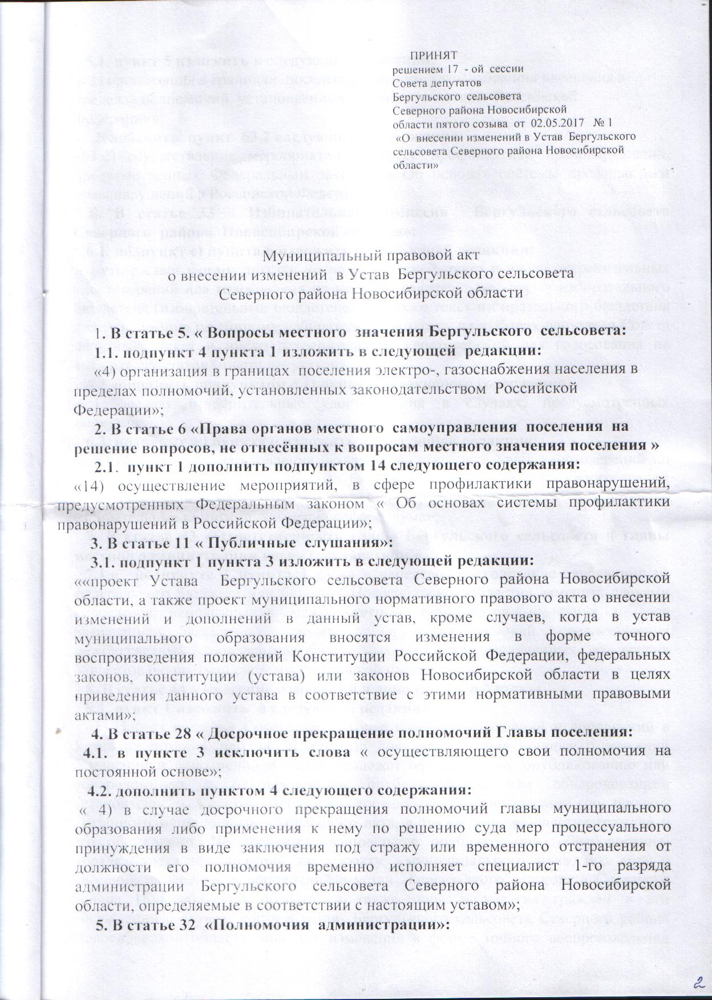 ПРИНЯТ
решением 17 - ой сессии
Совета депутатов
Бергульского сельсовета
Северного района Новосибирской
области пятого созыва от 02.05.2017 № 1
«О внесении изменений в Устав Бергульского
сельсовета Северного района Новосибирской
области»
Муниципальный правовой акт
о внесении изменений в Устав Бергульского сельсовета
Северного района Новосибирской области
1. В статье 5. « Вопросы местного значения Бергульского сельсовета:
1.1. подпункт 4 пункта 1 изложить в следующей редакции:
«4) организация в границах поселения электро-, газоснабжения населения в
пределах полномочий, установленных законодательством Российской
Федерации»;
2. В статье 6 «Права органов местного самоуправления поселения на
решение вопросов, не отнесённых к вопросам местного значения поселения »
2.1. пункт 1 дополнить подпунктом 14 следующего содержания:
«14) осуществление мероприятий, в сфере профилактики правонарушений,
предусмотренных Федеральным законом « Об основах системы профилактики
правонарушений в Российской Федерации»;
3. В статье 11 « Публичные слушания»:
3.1. подпункт 1 пункта 3 изложить в следующей редакции:
««проект Устава Бергульского сельсовета Северного района Новосибирской
области, а также проект муниципального нормативного правового акта о внесении
изменений и дополнений в данный устав, кроме случаев, когда в устав
муниципального образования вносятся изменения в форме точного
воспроизведения положений Конституции Российской Федерации, федеральных
законов, конституции (устава) или законов Новосибирской области в целях
приведения данного устава в соответствие с этими нормативными правовыми
актами»;
4. В статье 28 « Досрочное прекращение полномочий Главы поселения:
4.1. в пункте 3 исключить слова « осуществляющего свои полномочия на
постоянной основе»;
4.2. дополнить пунктом 4 следующего содержания:
« 4) в случае досрочного прекращения полномочий главы муниципального
образования либо применения к нему по решению суда мер процессуального
принуждения в виде заключения под стражу или временного отстранения от
должности его полномочия временно исполняет специалист 1-го разряда
администрации Бергульского сельсовета Северного района Новосибирской
области, определяемые в соответствии с настоящим уставом»;
5. В статье 32 «Полномочия администрации»:
2